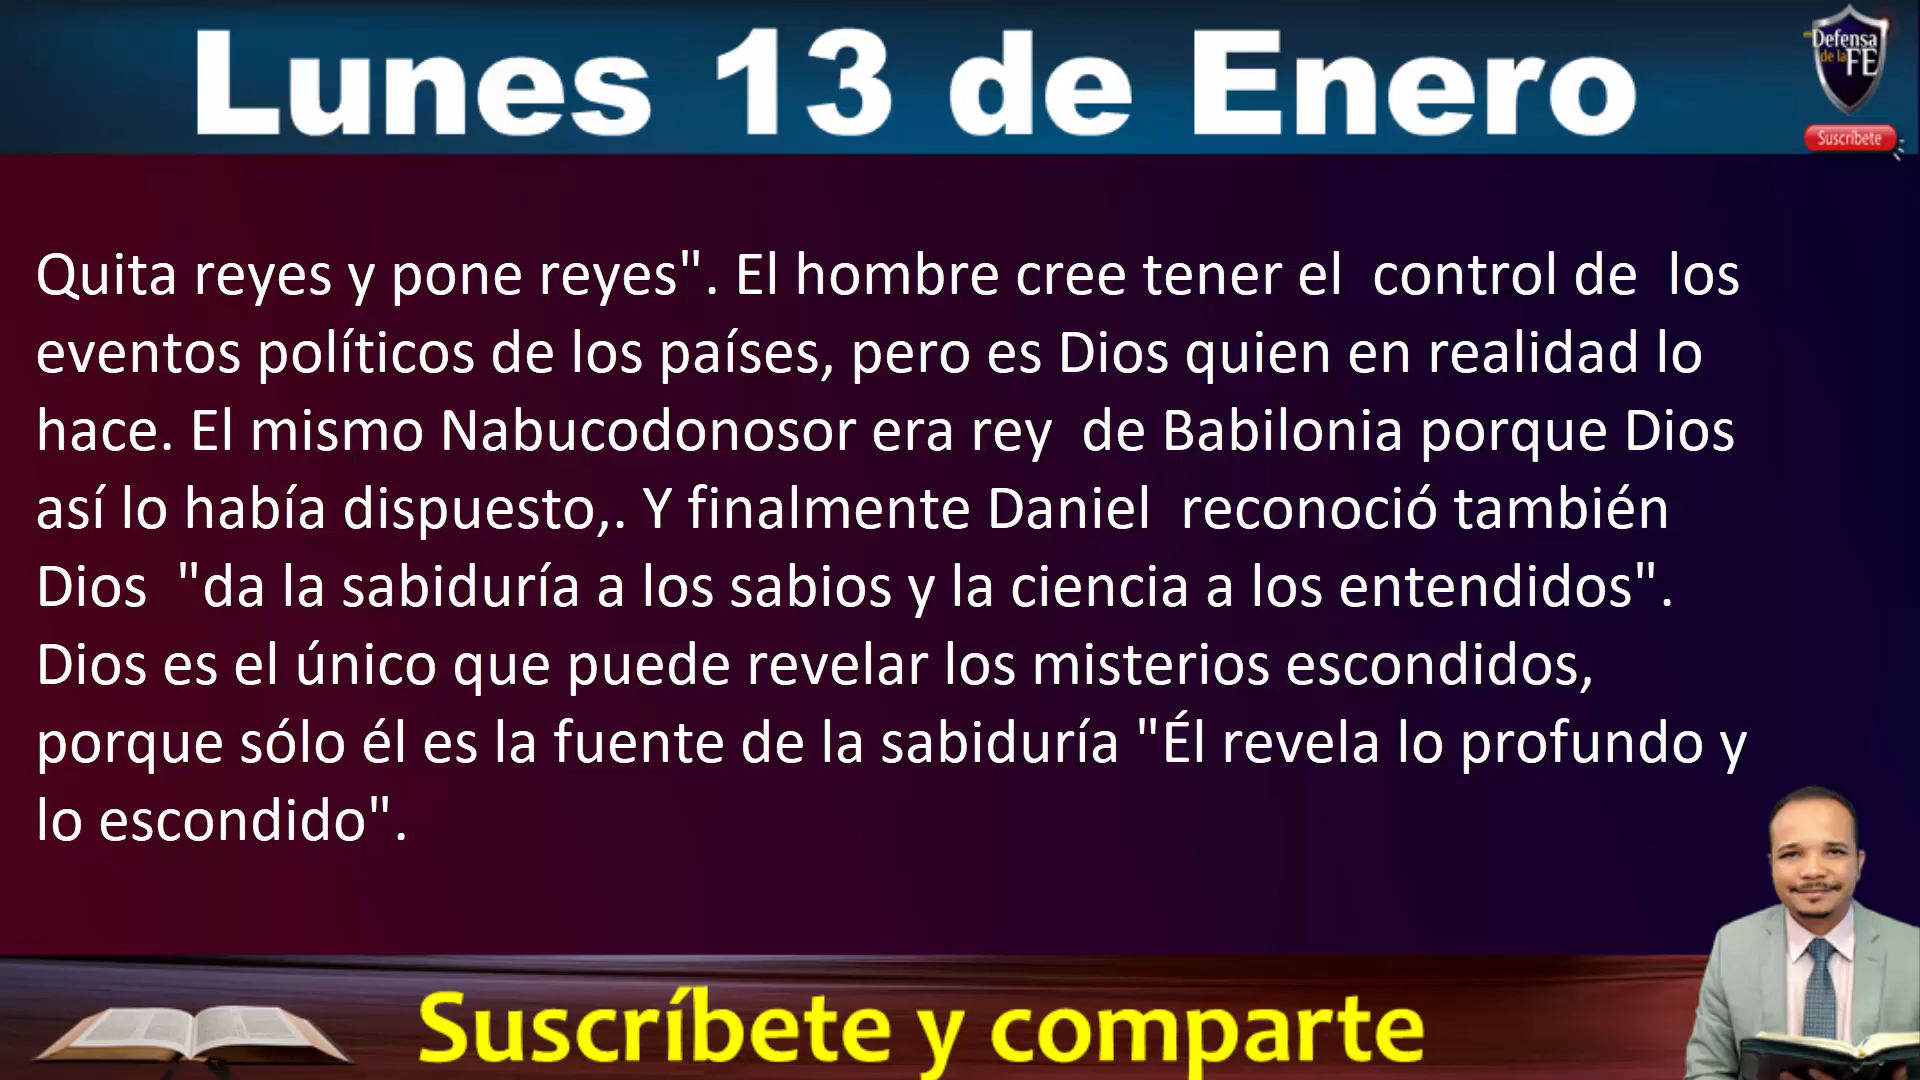 Lunes 13 de Enero
Defensa
de la FE
Suscríbete
Quita reyes y pone reyes". El hombre cree tener el  control de  los
eventos políticos de los países, pero es Dios quien en realidad lo
hace. El mismo Nabucodonosor era rey  de Babilonia porque Dios
así lo había dispuesto,. Y finalmente Daniel  reconoció también
Dios  "da la sabiduría a los sabios y la ciencia a los entendidos".
Dios es el único que puede revelar los misterios escondidos,
porque sólo él es la fuente de la sabiduría "Él revela lo profundo y
lo escondido".
Suscríbete y comparte